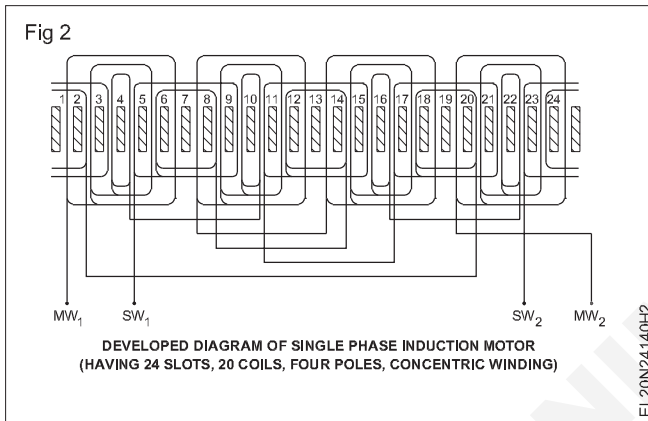 Fig 2
1 2 3 4 5 6 7 8 9 10 11 12 13 14 15 16 17 18 19 20 21 22 23 24
MW1 SW1 SW2 MW2
DEVELOPED DIAGRAM OF SINGLE PHASE INDUCTION MOTOR
(HAVING 24 SLOTS, 20 COILS, FOUR POLES, CONCENTRIC WINDING)
EL20N24140H2